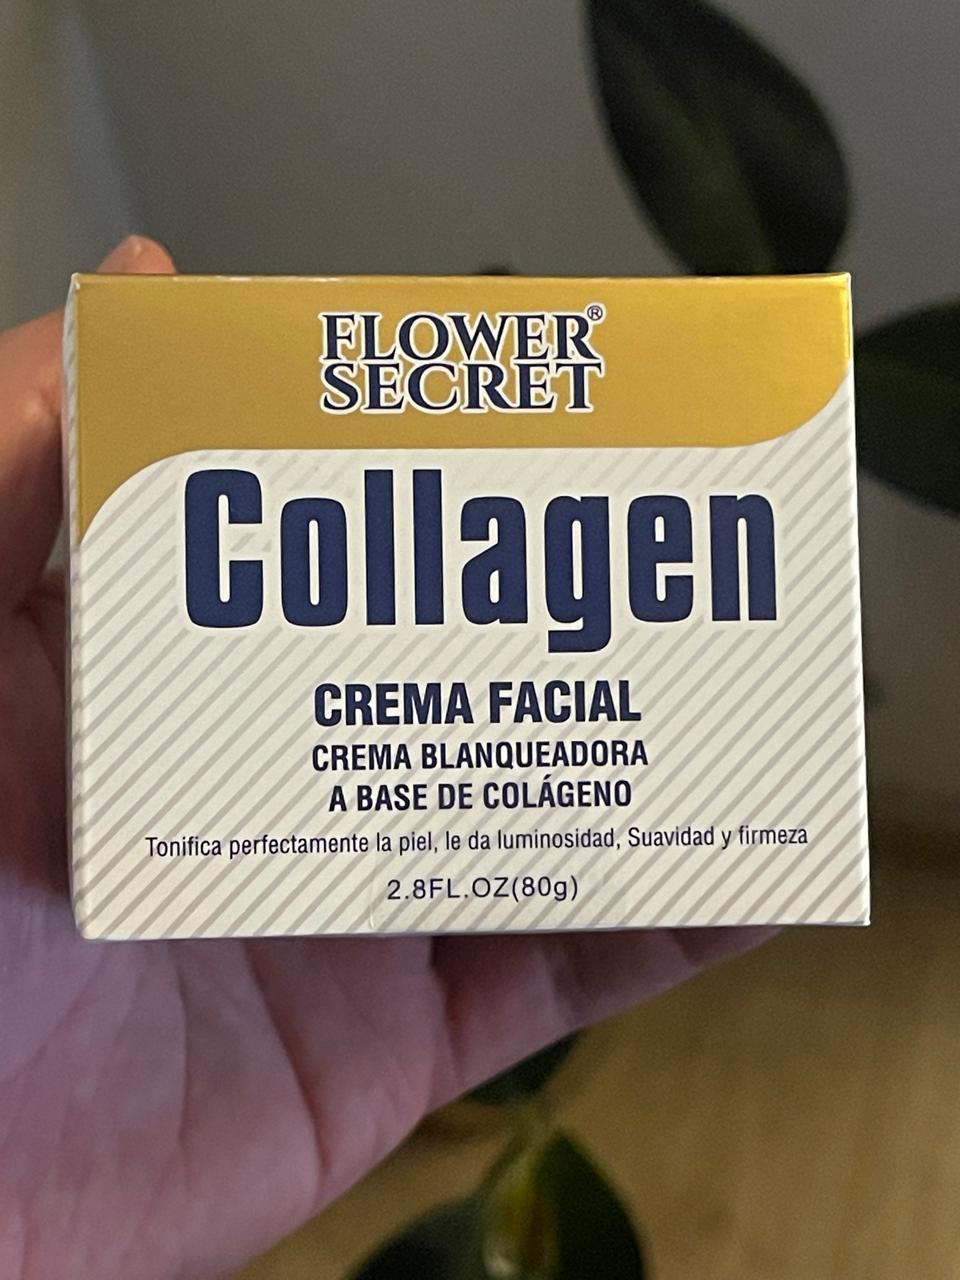 FLOWER®
SECRET
Collagen
CREMA FACIAL
CREMA BLANQUEADORA
A BASE DE COLÁGENO
Tonifica perfectamente la piel, le da luminosidad, Suavidad y firmeza
2.8FL.OZ(80g)